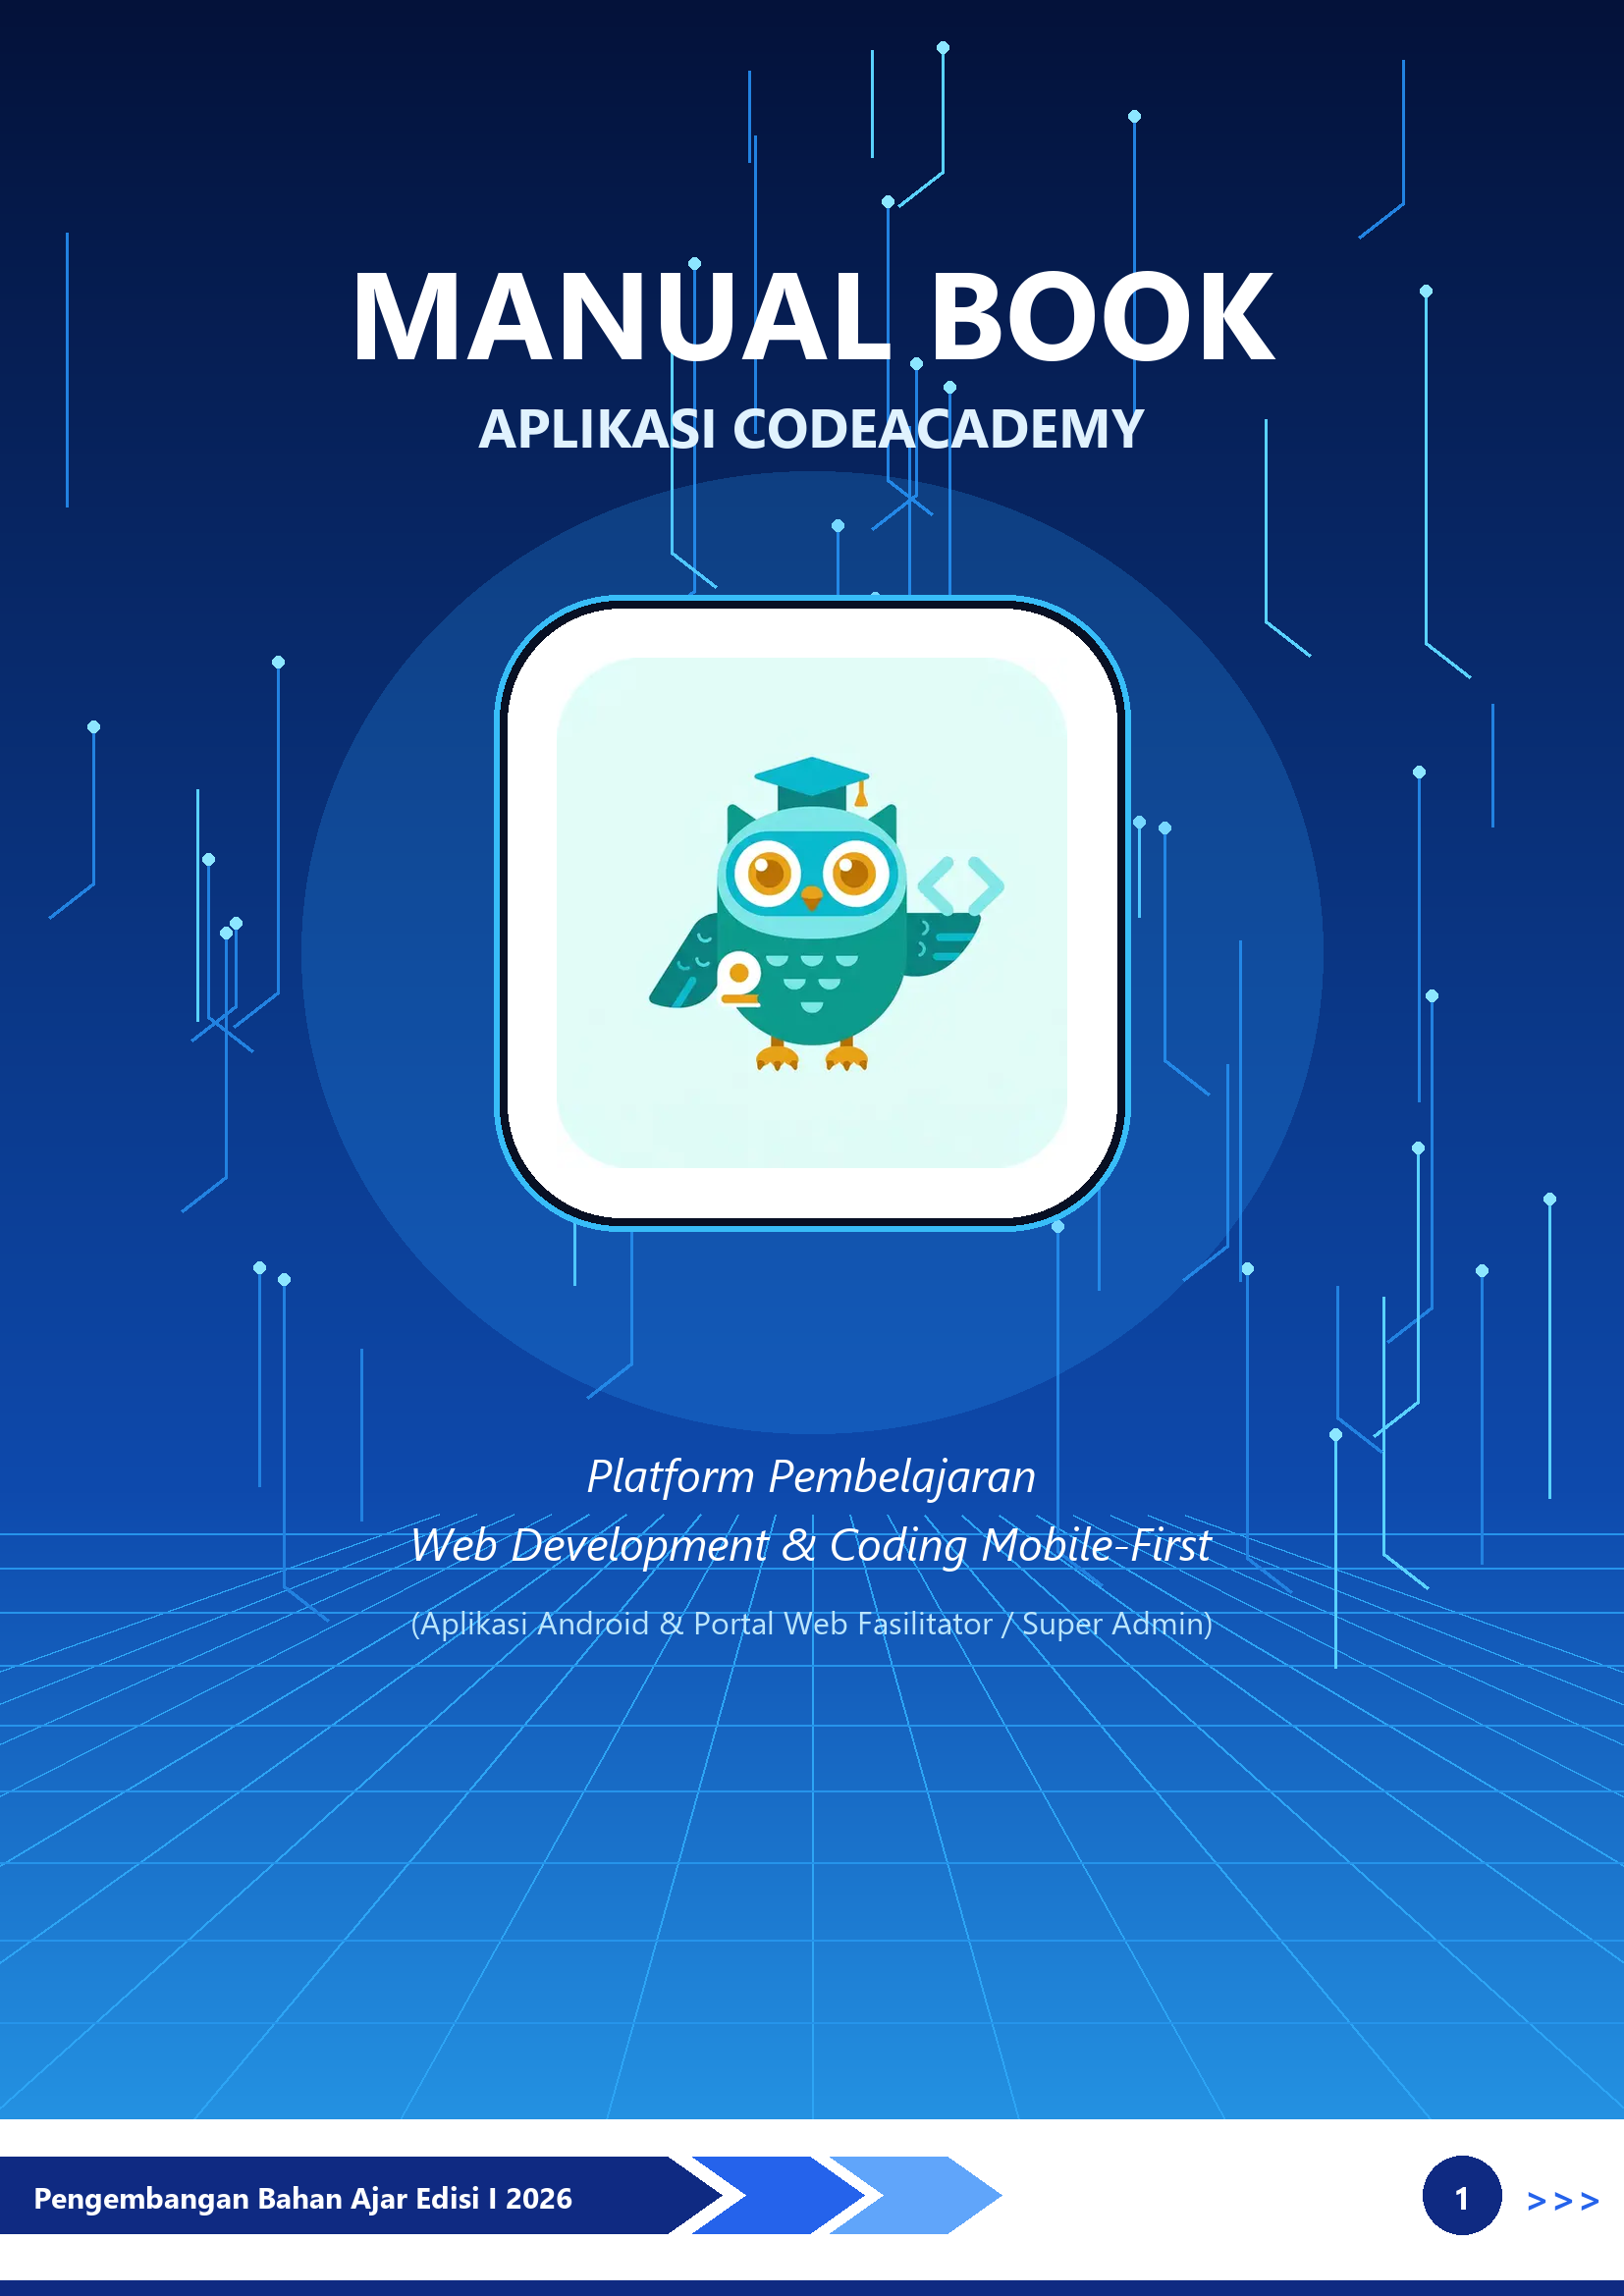 MANUAL BOOK
APLIKASI CODEACADEMY
Platform Pembelajaran
Web Development & Coding Mobile-First
(Aplikasi Android & Portal Web Fasilitator / Super Admin)
Pengembangan Bahan Ajar Edisi I 2026
1
>>>